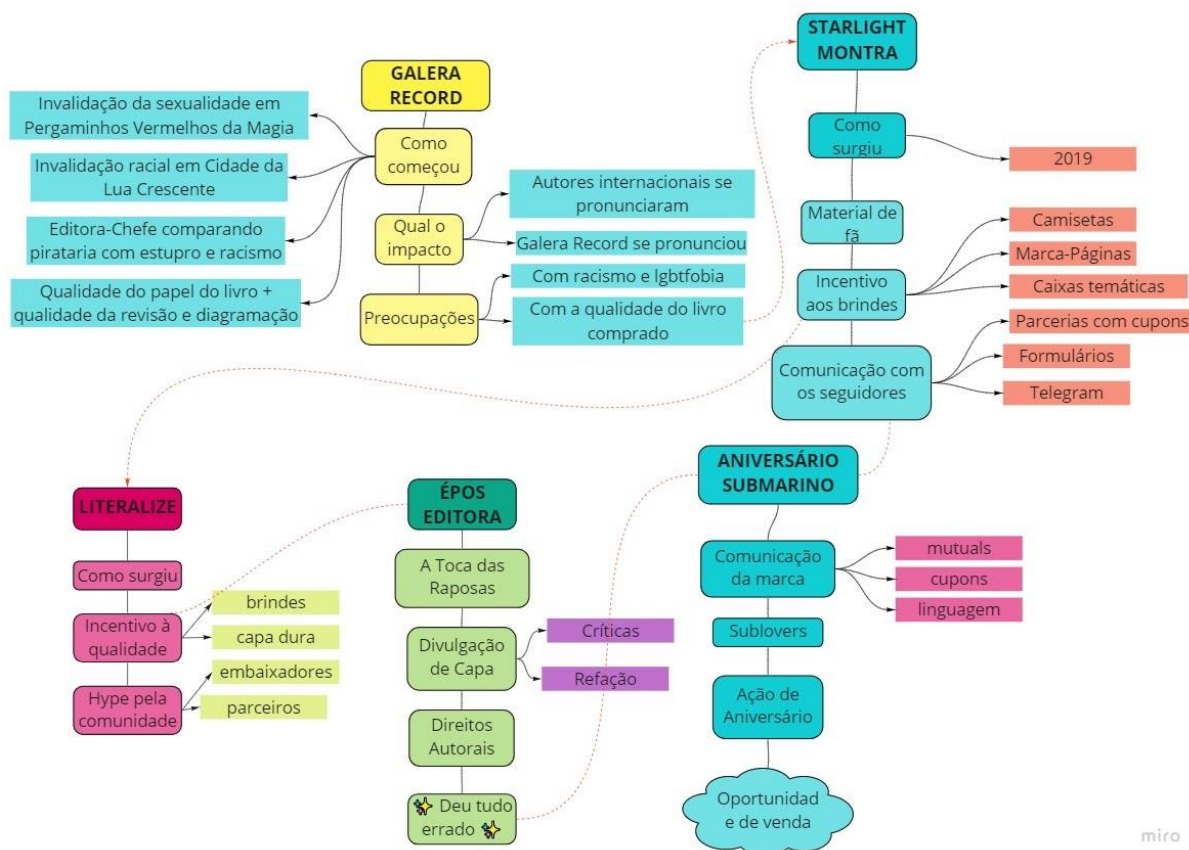 GALERA
RECORD
Como
começou
Invalidação da sexualidade em
Pergaminhos Vermelhos da Magia
Invalidação racial em Cidade da
Lua Crescente
Editora-Chefe comparando
pirataria com estupro e racismo
Qualidade do papel do livro +
qualidade da revisão e diagramação
Qual o
impacto
Autores internacionais se
pronunciaram
Galera Record se pronunciou
Preocupações
Com racismo e lgbtfobia
Com a qualidade do livro
comprado
STARLIGHT
MONTRA
Como
surgiu
2019
Material de
fã
Incentivo
aos brindes
Camisetas
Marca-Páginas
Caixas temáticas
Comunicação com
os seguidores
Parcerias com cupons
Formulários
Telegram
LITERALIZE
Como surgiu
Incentivo à
qualidade
brindes
capa dura
Hype pela
comunidade
embaixadores
parceiros
ÉPOS
EDITORA
A Toca das
Raposas
Divulgação
de Capa
Críticas
Refação
Direitos
Autorais
✨ Deu tudo
errado ✨
ANIVERSÁRIO
SUBMARINO
Comunicação
da marca
mutuals
cupons
linguagem
Sublovers
Ação de
Aniversário
Oportunidad
e de venda
miro